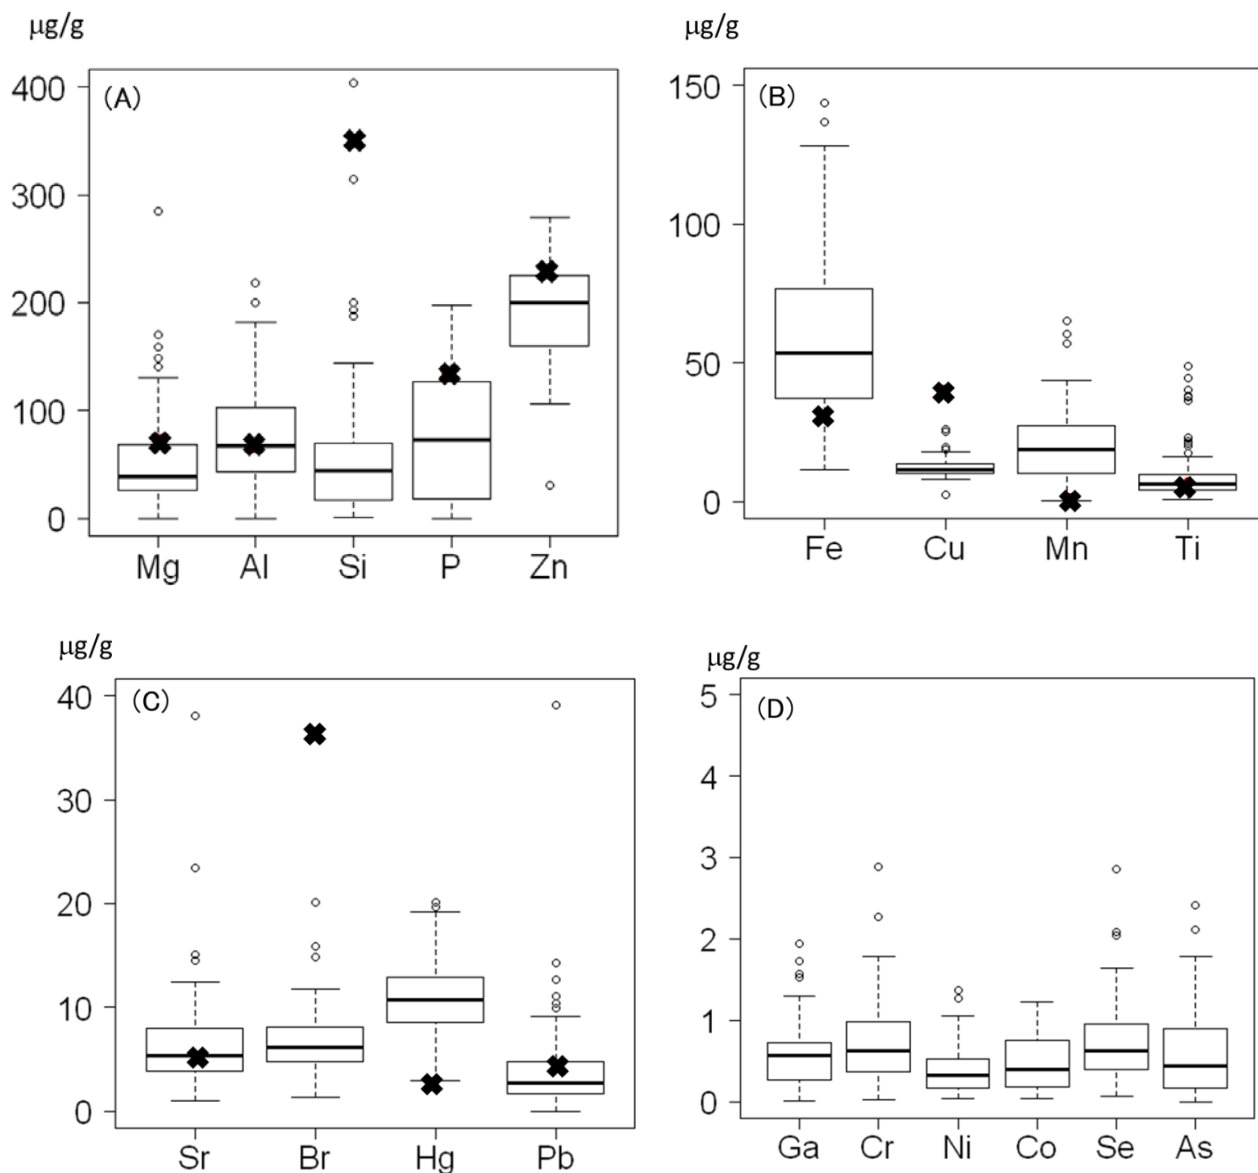 μg/g
(A)
400
300
200
100
0
Mg Al Si P Zn
μg/g
(B)
150
100
50
0
Fe Cu Mn Ti
μg/g
(C)
40
30
20
10
0
Sr Br Hg Pb
μg/g
(D)
5
4
3
2
1
0
Ga Cr Ni Co Se As